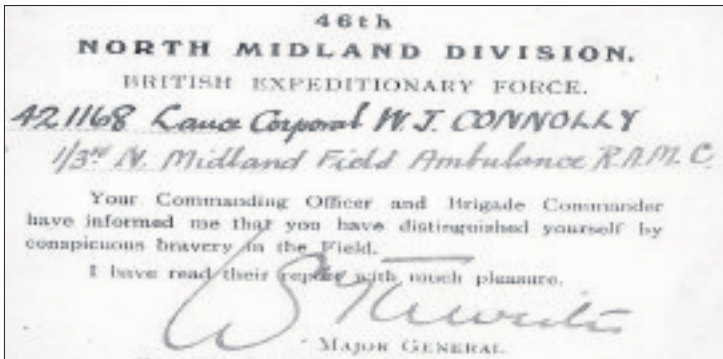 46th
NORTH MIDLAND DIVISION.
BRITISH EXPEDITIONARY FORCE.
421168 Lance Corporal W. J. CONNOLLY
1/3rd N. Midland Field Ambulance R.A.M.C.
Your Commanding Officer and Brigade Commander
have informed me that you have distinguished yourself by
conspicuous bravery in the Field.
I have read their report with much pleasure.
MAJOR GENERAL.